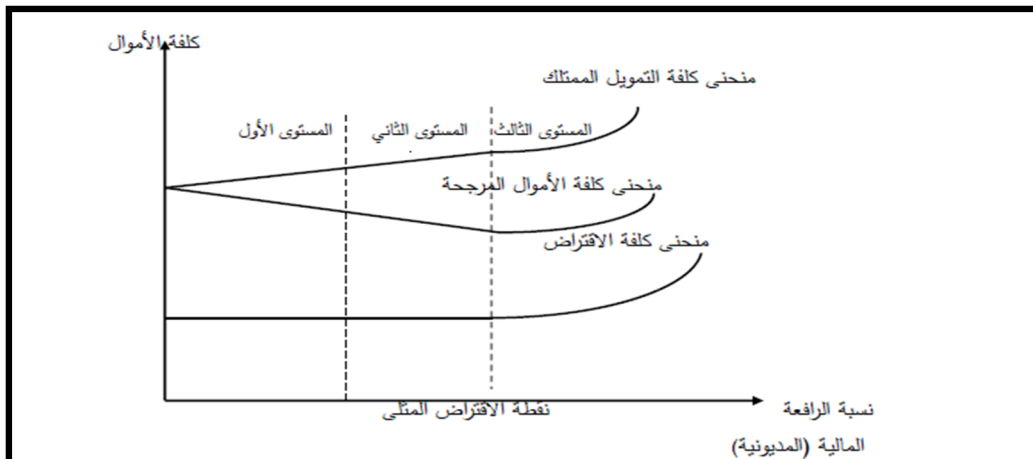 كلفة الأموال
منحنى كلفة التمويل الممتلك
المستوى الأول
المستوى الثاني
المستوى الثالث
منحنى كلفة الأموال المرجحة
منحنى كلفة الاقتراض
نقطة الاقتراض المثلى
نسبة الرافعة
المالية (المديونية)